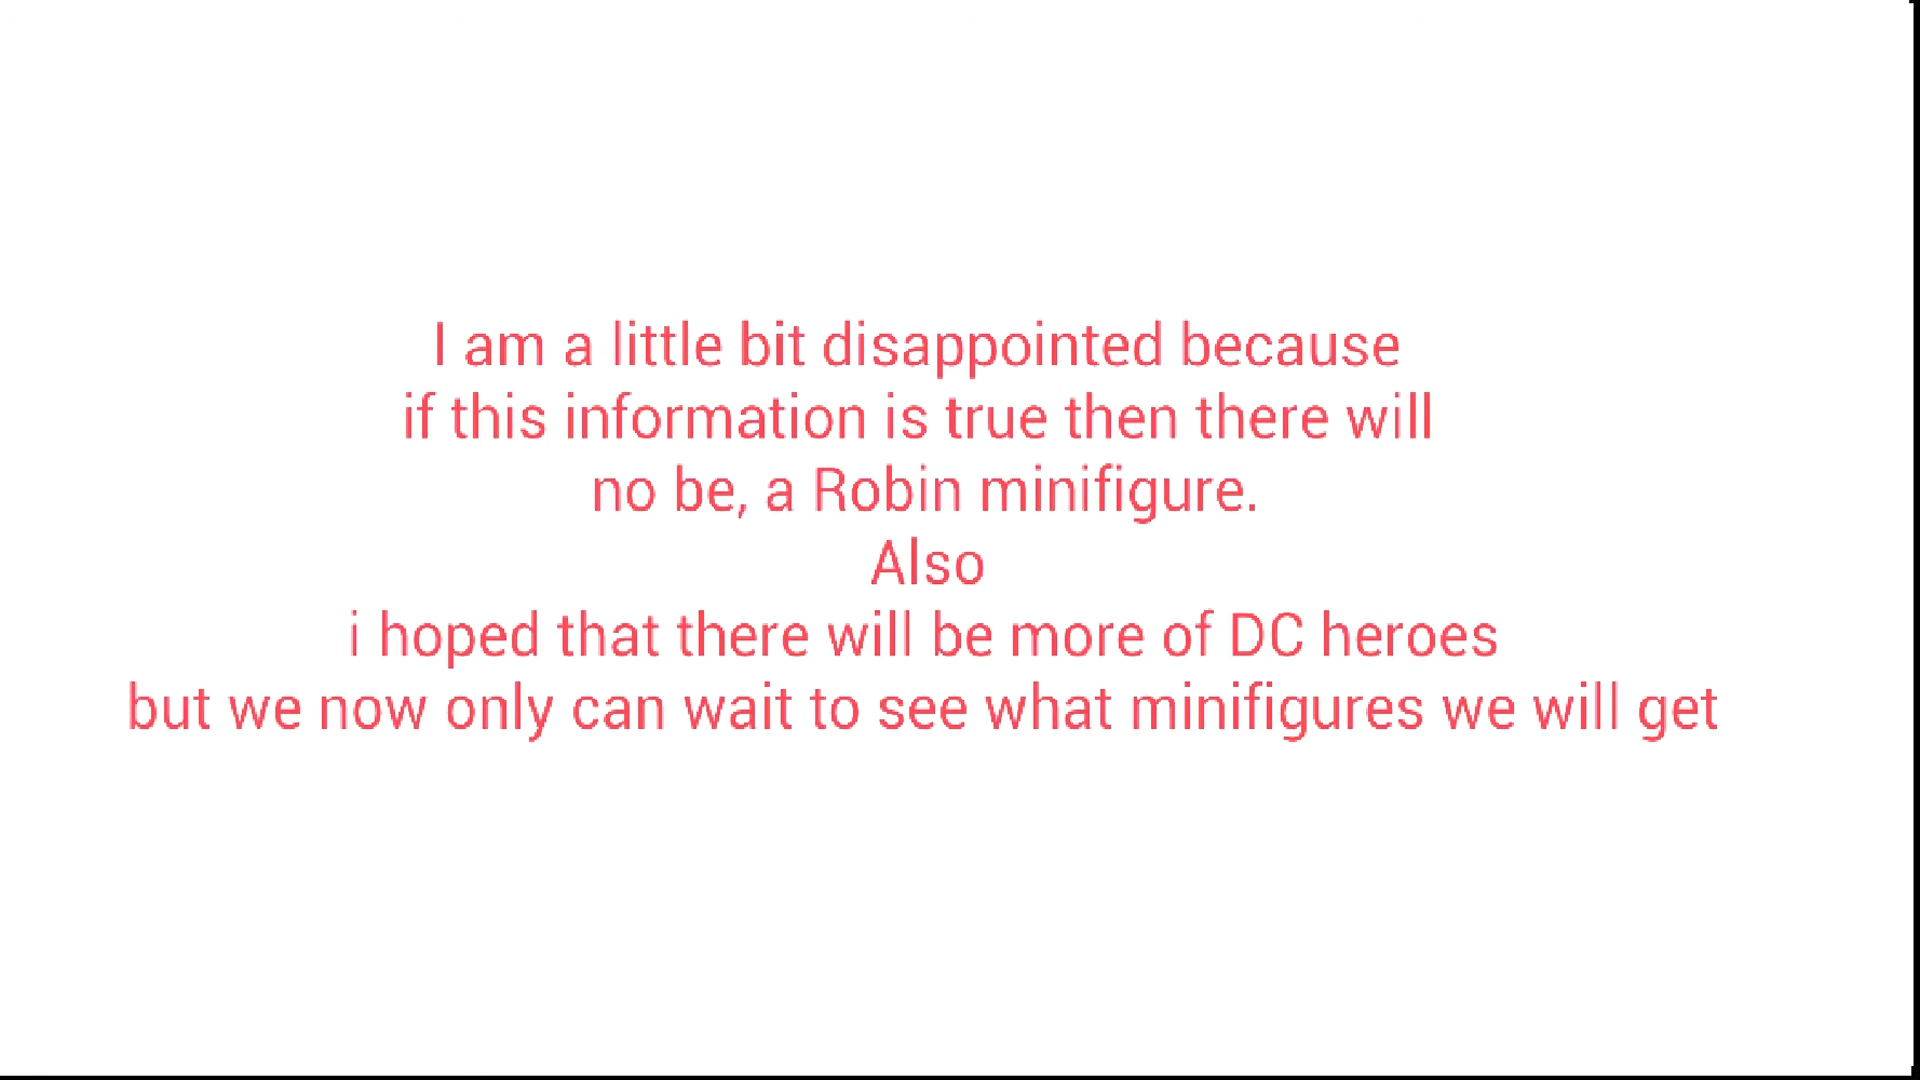 I am a little bit disappointed because
if this information is true then there will
no be, a Robin minifigure.
Also
i hoped that there will be more of DC heroes
but we now only can wait to see what minifigures we will get